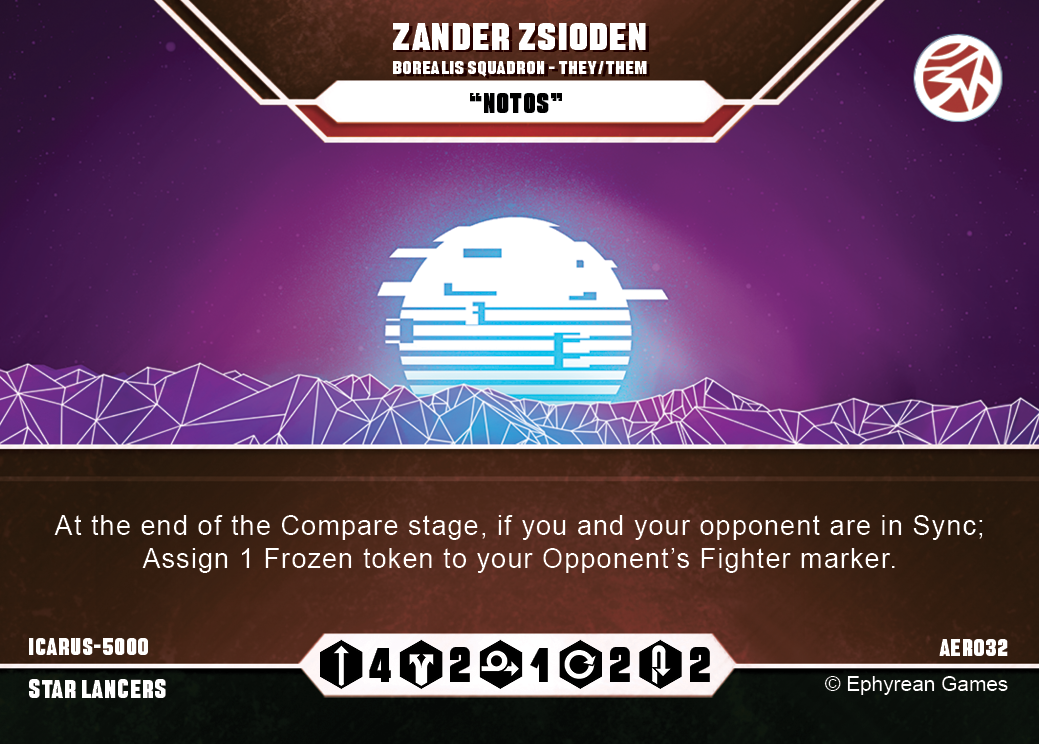 ZANDER ZSIODEN
BOREALIS SQUADRON - THEY/THEM
“NOTOS”
At the end of the Compare stage, if you and your opponent are in Sync;
Assign 1 Frozen token to your Opponent’s Fighter marker.
ICARUS-5000
4 2 1 2 2
AER032
STAR LANCERS
© Ephyrean Games